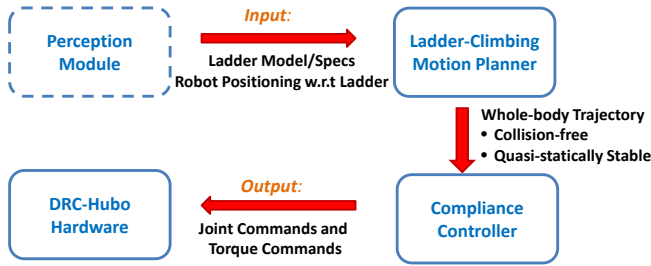 Perception
Module
Input:
Ladder Model/Specs
Robot Positioning w.r.t Ladder
Ladder-Climbing
Motion Planner
Whole-body Trajectory
• Collision-free
• Quasi-statically Stable
DRC-Hubo
Hardware
Output:
Joint Commands and
Torque Commands
Compliance
Controller